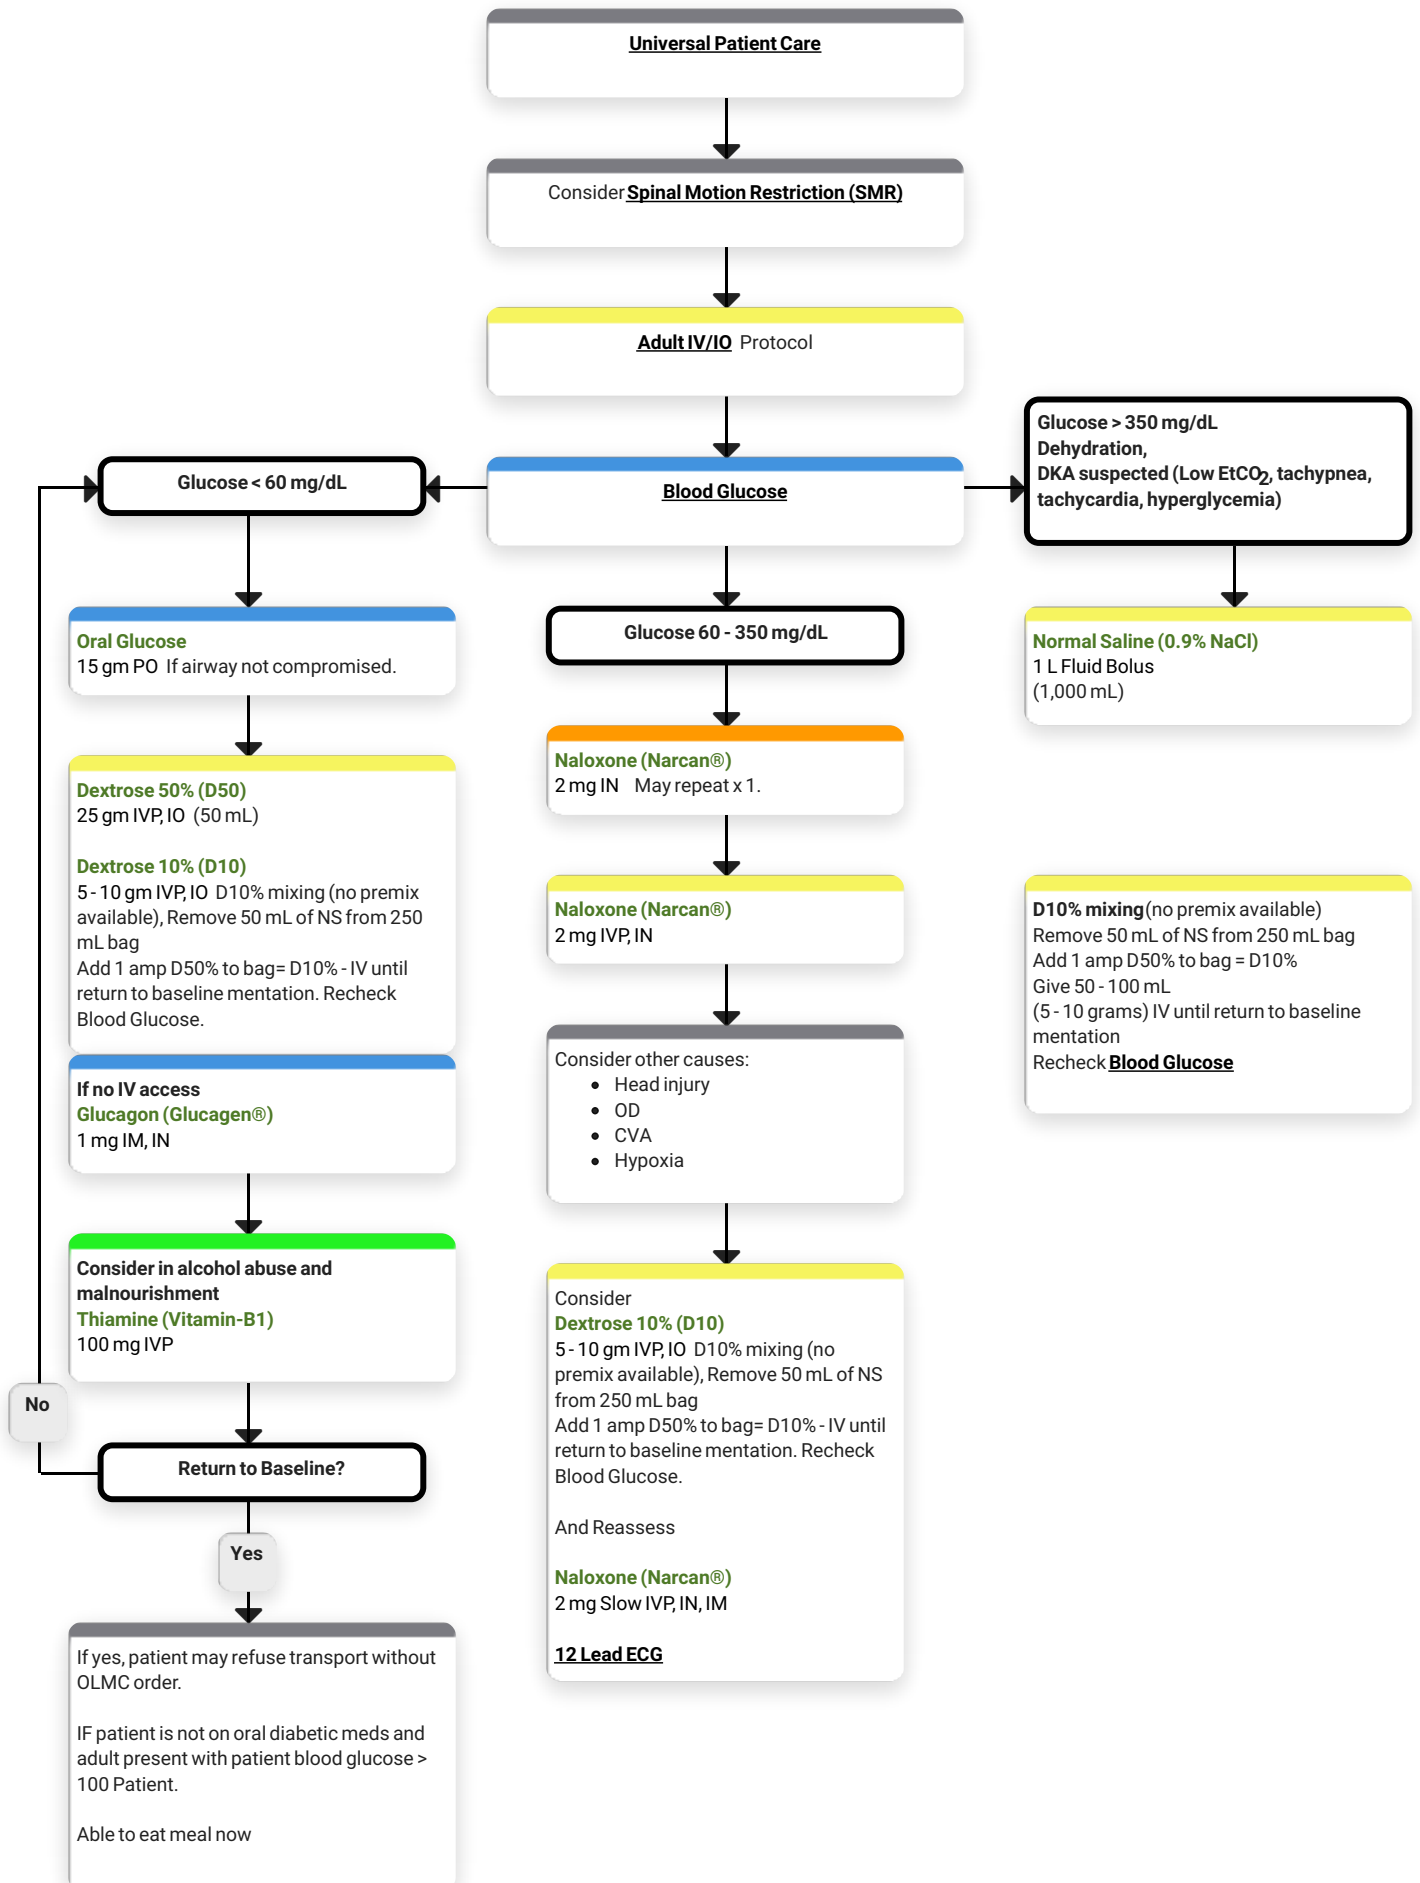 Universal Patient Care
Consider Spinal Motion Restriction (SMR)
Adult IV/IO Protocol
Blood Glucose
Glucose < 60 mg/dL
Oral Glucose
15 gm PO If airway not compromised.
Dextrose 50% (D50)
25 gm IVP, IO (50 mL)
Dextrose 10% (D10)
5 - 10 gm IVP, IO D10% mixing (no premix
available), Remove 50 mL of NS from 250
mL bag
Add 1 amp D50% to bag= D10% - IV until
return to baseline mentation. Recheck
Blood Glucose.
If no IV access
Glucagon (Glucagen®)
1 mg IM, IN
Consider in alcohol abuse and
malnourishment
Thiamine (Vitamin-B1)
100 mg IVP
No
Return to Baseline?
Yes
If yes, patient may refuse transport without
OLMC order.
IF patient is not on oral diabetic meds and
adult present with patient blood glucose >
100 Patient.
Able to eat meal now
Glucose 60 - 350 mg/dL
Naloxone (Narcan®)
2 mg IN May repeat x 1.
Naloxone (Narcan®)
2 mg IVP, IN
Consider other causes:
• Head injury
• OD
• CVA
• Hypoxia
Consider
Dextrose 10% (D10)
5 - 10 gm IVP, IO D10% mixing (no
premix available), Remove 50 mL of NS
from 250 mL bag
Add 1 amp D50% to bag= D10% - IV until
return to baseline mentation. Recheck
Blood Glucose.
And Reassess
Naloxone (Narcan®)
2 mg Slow IVP, IN, IM
12 Lead ECG
Glucose > 350 mg/dL
Dehydration,
DKA suspected (Low EtCO2, tachypnea,
tachycardia, hyperglycemia)
Normal Saline (0.9% NaCl)
1 L Fluid Bolus
(1,000 mL)
D10% mixing(no premix available)
Remove 50 mL of NS from 250 mL bag
Add 1 amp D50% to bag = D10%
Give 50 - 100 mL
(5 - 10 grams) IV until return to baseline
mentation
Recheck Blood Glucose